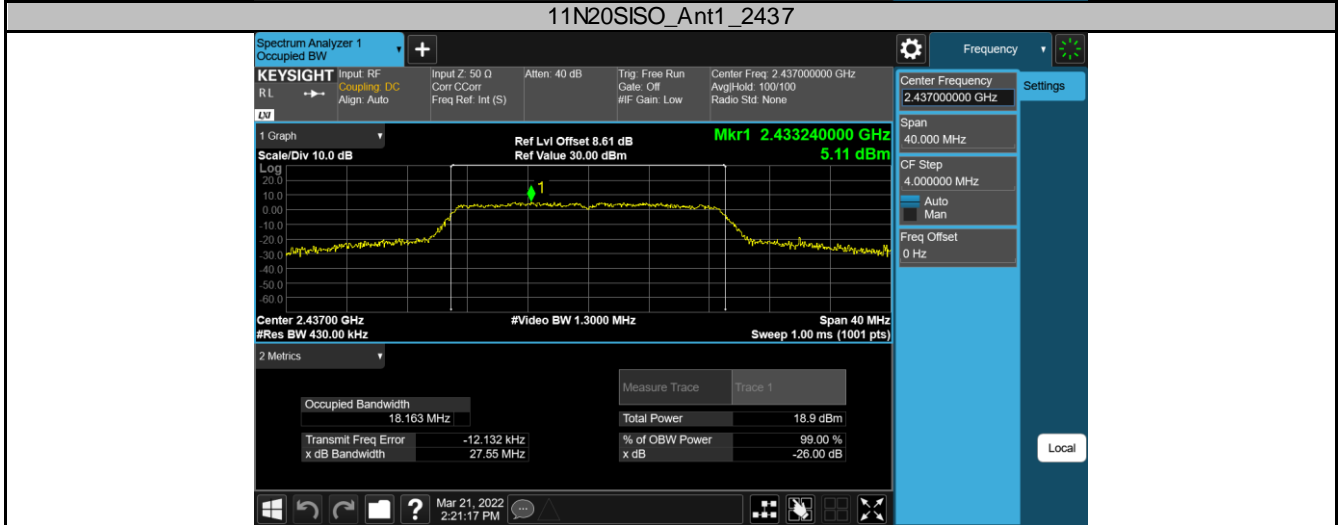 11N20SISO_Ant1_2437
Spectrum Analyzer 1
Occupied BW
Frequency
KEYSIGHT
R L
LXI
Input: RF
Coupling: DC
Align: Auto
Input Z: 50 Ω
Corr CCorr
Freq Ref: Int (S)
Atten: 40 dB
Trig: Free Run
Gate: Off
#IF Gain: Low
Center Freq: 2.437000000 GHz
Avg|Hold: 100/100
Radio Std: None
Center Frequency
2.437000000 GHz
Settings
Span
40.000 MHz
CF Step
4.000000 MHz
Auto
Man
Freq Offset
0 Hz
1 Graph
Ref Lvl Offset 8.61 dB
Mkr1 2.433240000 GHz
Scale/Div 10.0 dB
Ref Value 30.00 dBm
5.11 dBm
Log
20.0
10.0
0.00
-10.0
-20.0
-30.0
-40.0
-50.0
-60.0
1
Center 2.43700 GHz
#Video BW 1.3000 MHz
Span 40 MHz
#Res BW 430.00 kHz
Sweep 1.00 ms (1001 pts)
2 Metrics
Measure Trace
Trace 1
Occupied Bandwidth
18.163 MHz
Total Power
18.9 dBm
Transmit Freq Error
-12.132 kHz
% of OBW Power
99.00 %
x dB Bandwidth
27.55 MHz
x dB
-26.00 dB
Local
?
Mar 21, 2022
2:21:17 PM